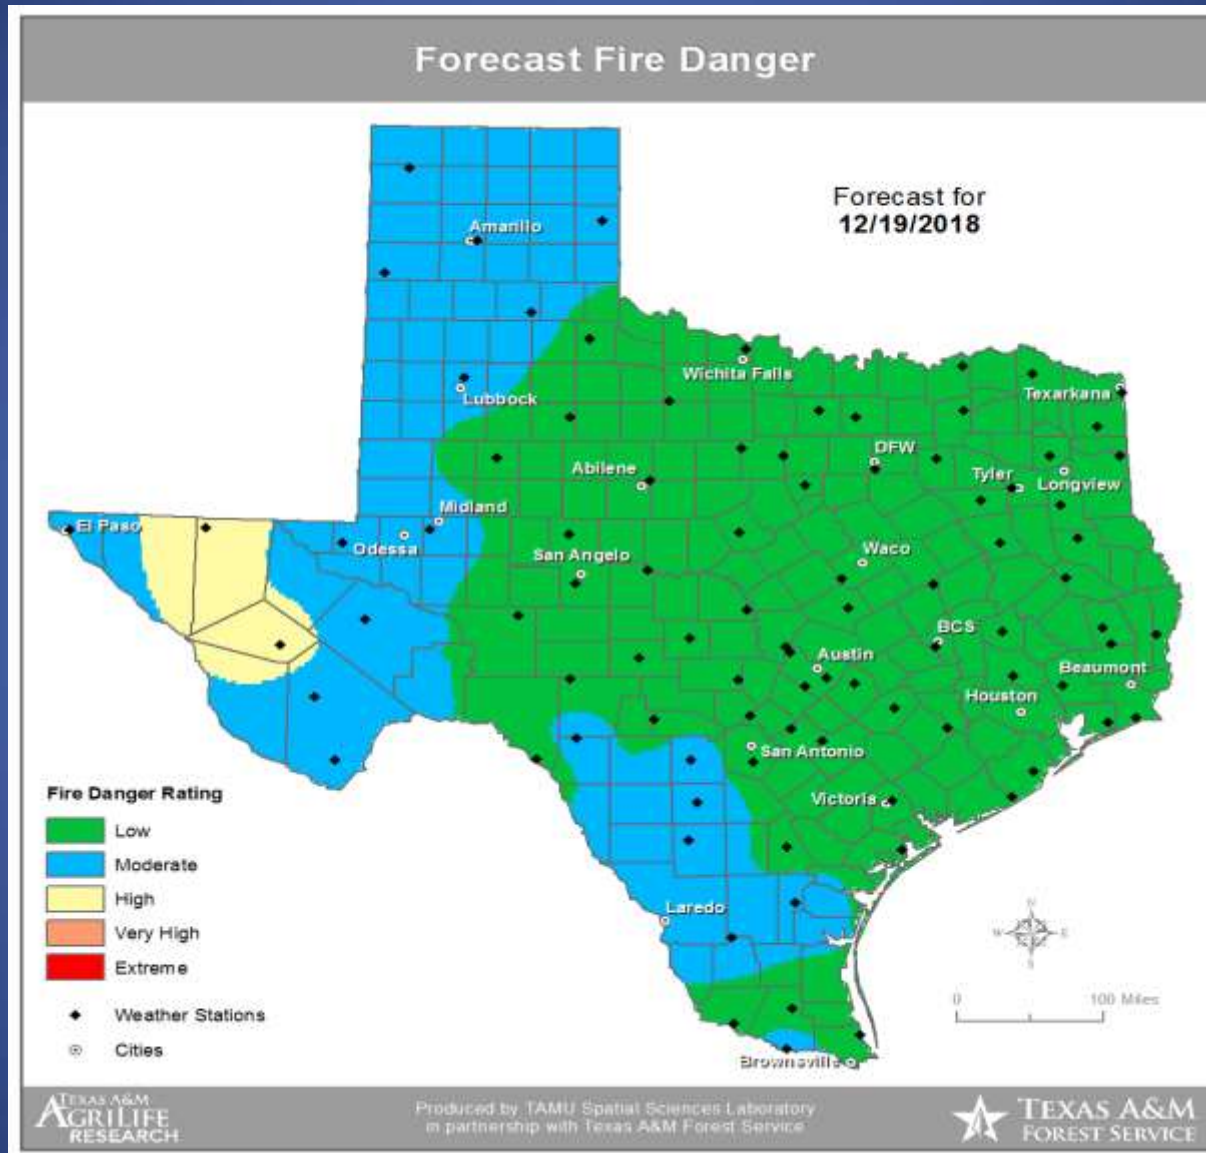 Forecast Fire Danger
Forecast for
12/19/2018
Amarillo
Wichita Falls
Lubbock
Texarkana
DFW
Abilene
Tyler
Longview
Midland
El Paso
Odessa
San Angelo
Waco
BCS
Austin
Beaumont
Houston
San Antonio
Victoria
Laredo
Brownsville
Fire Danger Rating
Low
Moderate
High
Very High
Extreme
Weather Stations
Cities
N
W E
S
0 100 Miles
TEXAS A&M
AGRILIFE
RESEARCH
Produced by TAMU Spatial Sciences Laboratory
in partnership with Texas A&M Forest Service
TEXAS A&M
FOREST SERVICE